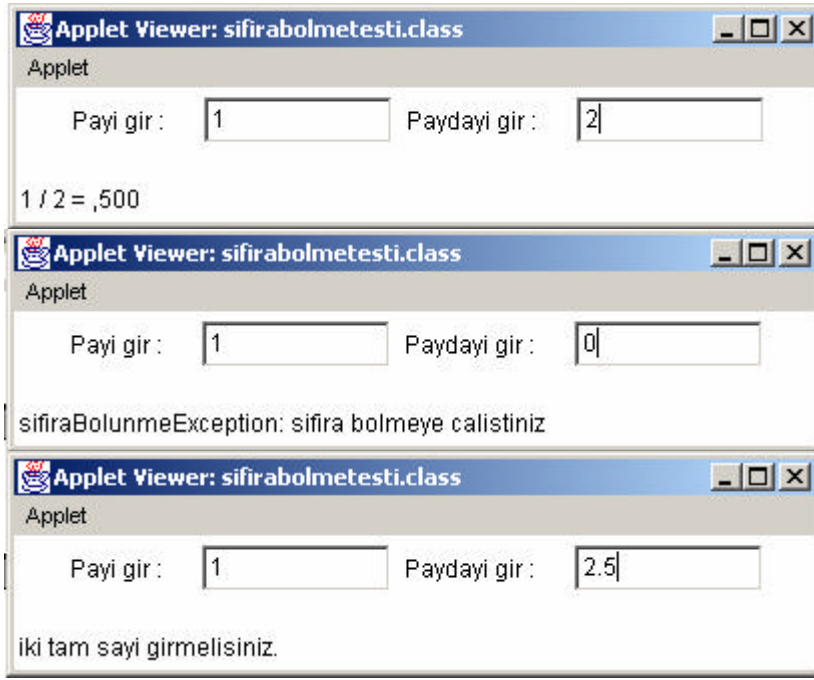 Applet Viewer: sifirabolmetesti.class
Applet
Payi gir : 1 Paydayi gir : 2
1 / 2 = ,500
Applet Viewer: sifirabolmetesti.class
Applet
Payi gir : 1 Paydayi gir : 0
sifiraBolunmeException: sifira bolmeye calistiniz
Applet Viewer: sifirabolmetesti.class
Applet
Payi gir : 1 Paydayi gir : 2.5
iki tam sayi girmelisiniz.